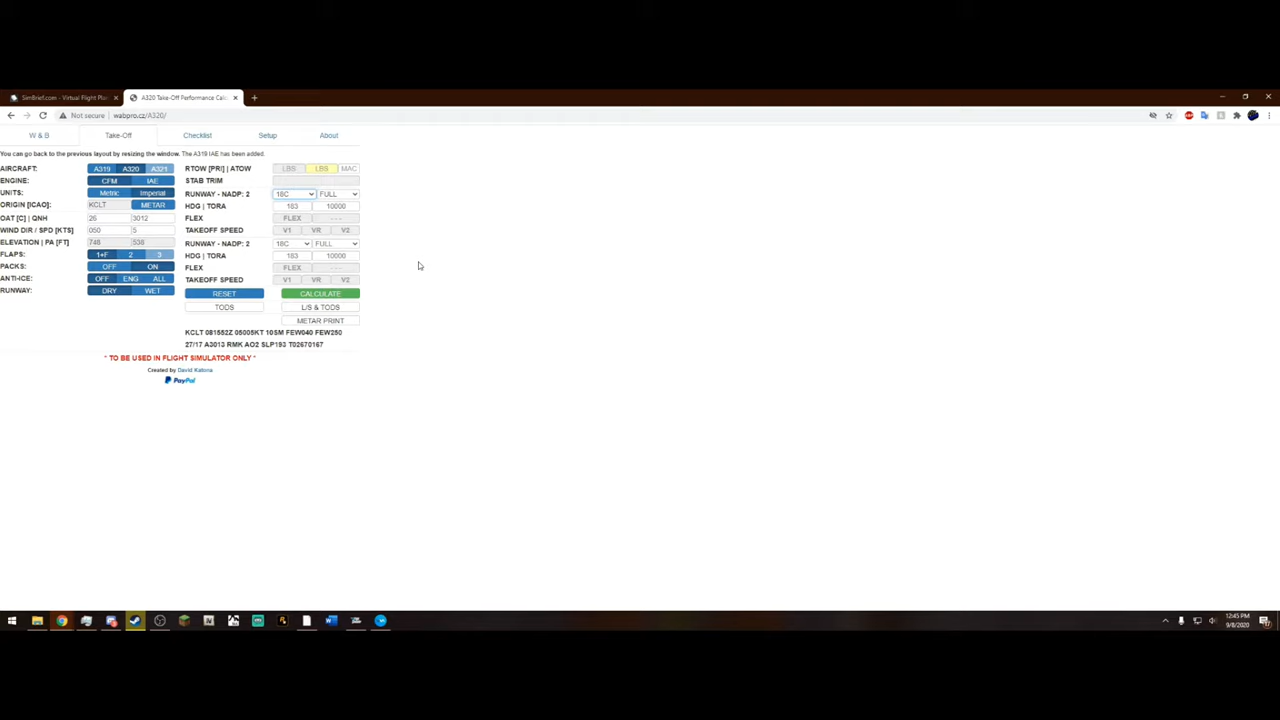 SimBrief.com - Virtual Flight Plan
A320 Take-Off Performance Calc
Not secure | wabpro.cz/A320/
W & B Take-Off Checklist Setup About
You can go back to the previous layout by resizing the window. The A319 IAE has been added.
AIRCRAFT: A319 A320 A321 RTOW [PRI] | ATOW LBS LBS MAC
ENGINE: CFM IAE STAB TRIM
UNITS: Metric Imperial RUNWAY - NADP: 2 18C FULL
ORIGIN [ICAO]: KCLT METAR HDG | TORA 183 10000
OAT [C] | QNH 26 3012 FLEX FLEX - - -
WIND DIR / SPD [KTS] 050 5 TAKEOFF SPEED V1 VR V2
ELEVATION | PA [FT] 748 538 RUNWAY - NADP: 2 18C FULL
FLAPS: 1+F 2 3 HDG | TORA 183 10000
PACKS: OFF ON FLEX FLEX - - -
ANTI-ICE: OFF ENG ALL TAKEOFF SPEED V1 VR V2
RUNWAY: DRY WET RESET CALCULATE
TODS L/S & TODS
METAR PRINT
KCLT 081552Z 05005KT 10SM FEW040 FEW250
27/17 A3013 RMK AO2 SLP193 T02670167
* TO BE USED IN FLIGHT SIMULATOR ONLY *
Created by David Katona
PayPal
12:45 PM
9/8/2020